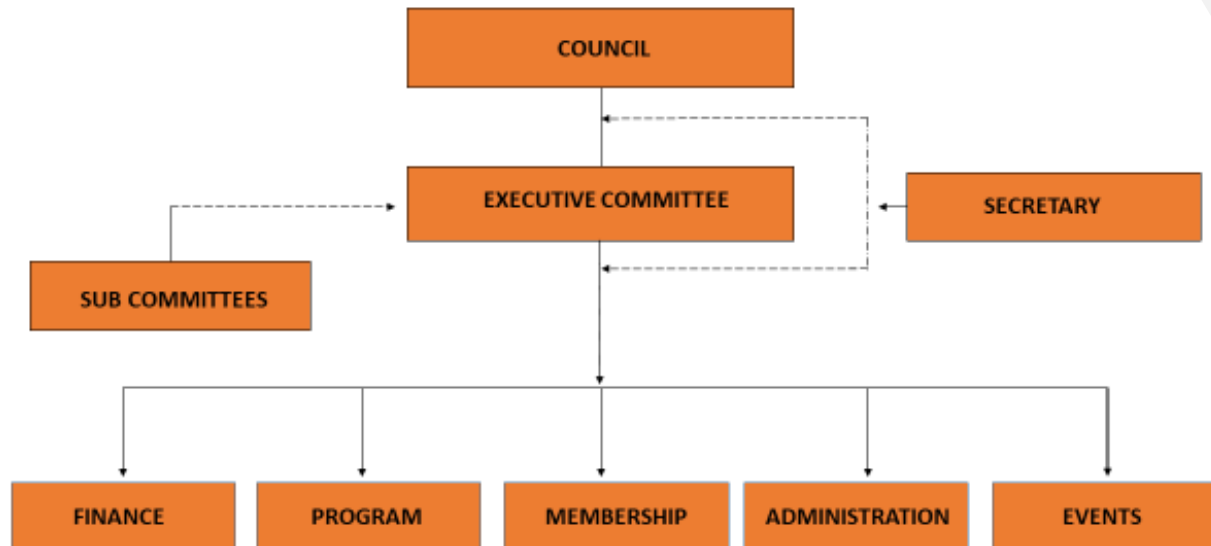 COUNCIL
EXECUTIVE COMMITTEE
SECRETARY
SUB COMMITTEES
FINANCE
PROGRAM
MEMBERSHIP
ADMINISTRATION
EVENTS